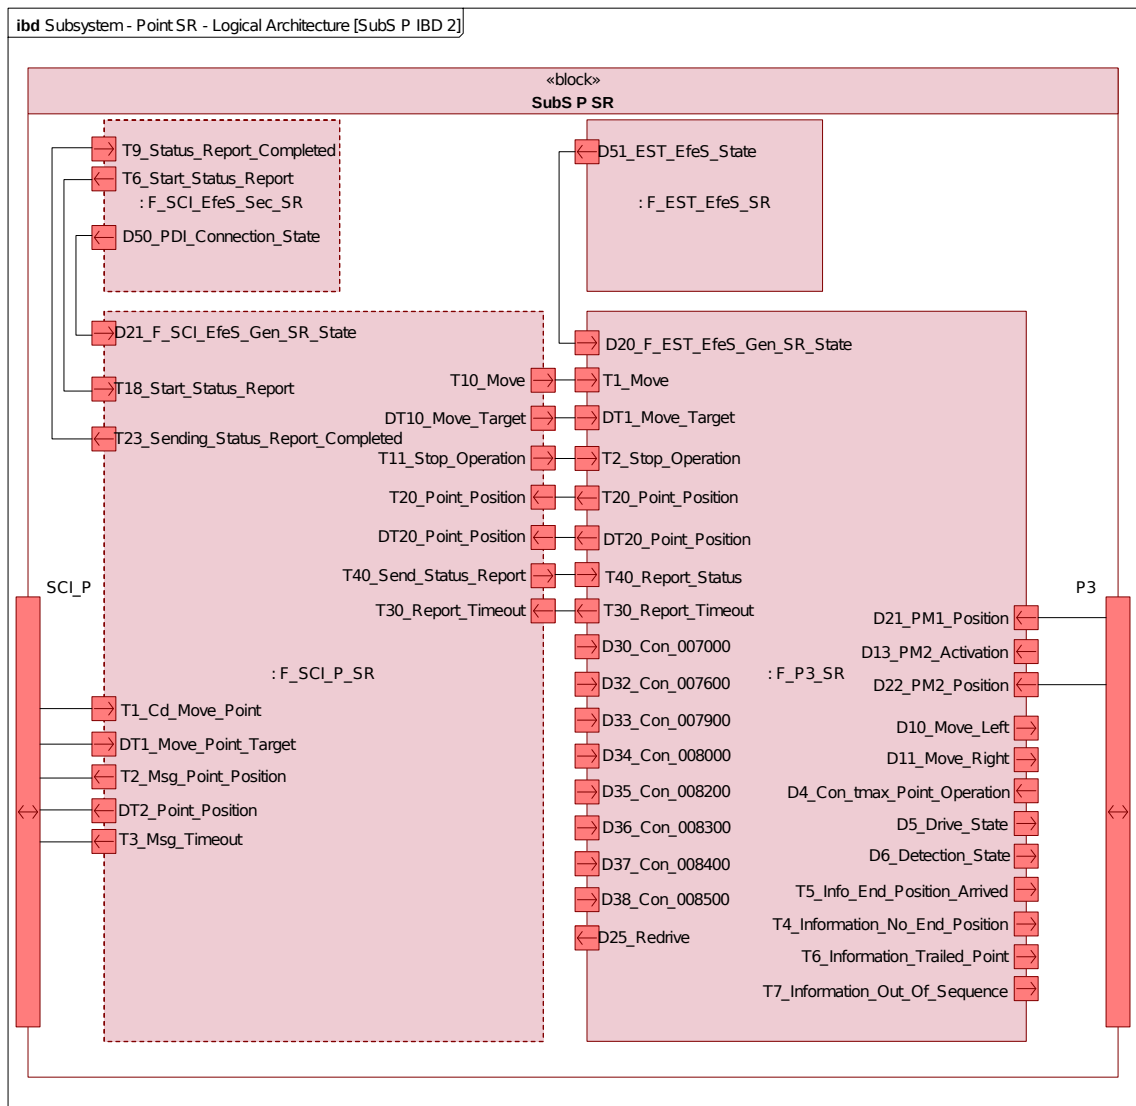 ibd Subsystem - Point SR - Logical Architecture [SubS P IBD 2]
«block»
SubS P SR
T9_Status_Report_Completed
T6_Start_Status_Report
: F_SCI_EfeS_Sec_SR
D50_PDI_Connection_State
D51_EST_EfeS_State
: F_EST_EfeS_SR
D21_F_SCI_EfeS_Gen_SR_State
T18_Start_Status_Report
T23_Sending_Status_Report_Completed
T10_Move
DT10_Move_Target
T11_Stop_Operation
T20_Point_Position
DT20_Point_Position
T40_Send_Status_Report
T30_Report_Timeout
: F_SCI_P_SR
SCI_P
T1_Cd_Move_Point
DT1_Move_Point_Target
T2_Msg_Point_Position
DT2_Point_Position
T3_Msg_Timeout
D20_F_EST_EfeS_Gen_SR_State
T1_Move
DT1_Move_Target
T2_Stop_Operation
T20_Point_Position
DT20_Point_Position
T40_Report_Status
T30_Report_Timeout
D30_Con_007000
D32_Con_007600
D33_Con_007900
D34_Con_008000
D35_Con_008200
D36_Con_008300
D37_Con_008400
D38_Con_008500
D25_Redrive
: F_P3_SR
P3
D21_PM1_Position
D13_PM2_Activation
D22_PM2_Position
D10_Move_Left
D11_Move_Right
D4_Con_tmax_Point_Operation
D5_Drive_State
D6_Detection_State
T5_Info_End_Position_Arrived
T4_Information_No_End_Position
T6_Information_Trailed_Point
T7_Information_Out_Of_Sequence